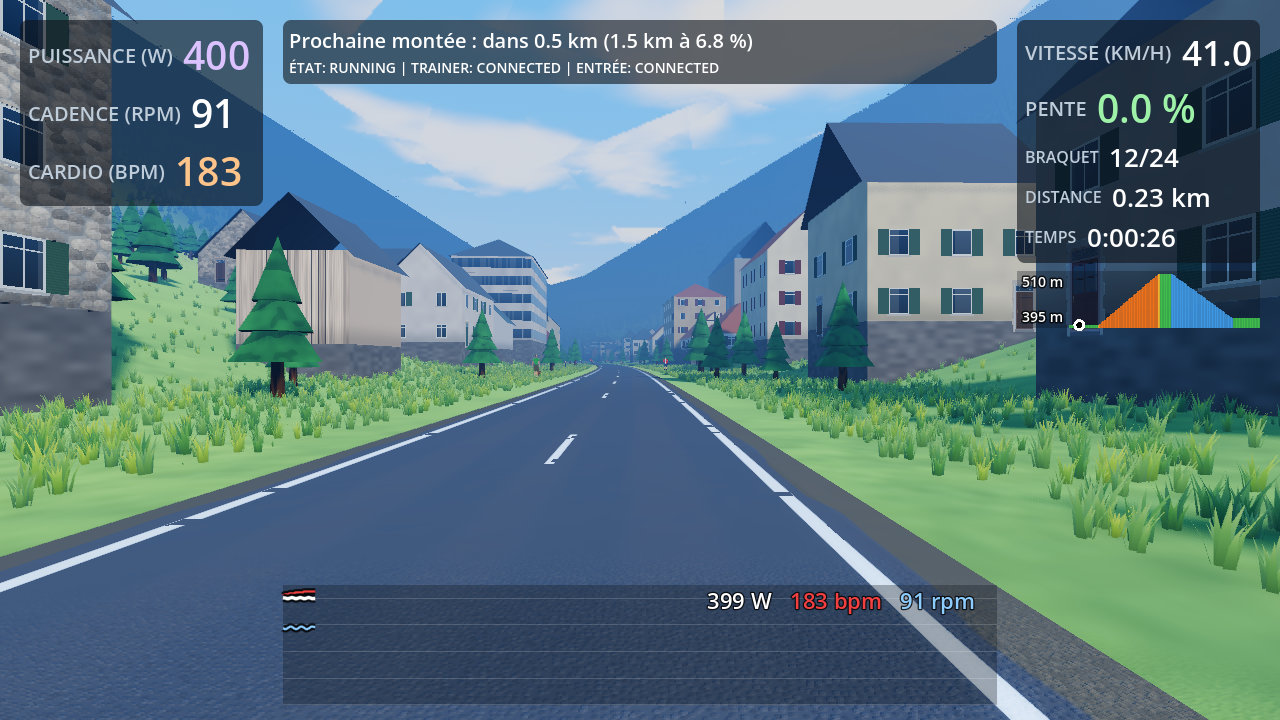 PUISSANCE (W) 400
CADENCE (RPM) 91
CARDIO (BPM) 183
Prochaine montée : dans 0.5 km (1.5 km à 6.8 %)
ÉTAT: RUNNING | TRAINER: CONNECTED | ENTRÉE: CONNECTED
VITESSE (KM/H) 41.0
PENTE 0.0 %
BRAQUET 12/24
DISTANCE 0.23 km
TEMPS 0:00:26
510 m
395 m
399 W 183 bpm 91 rpm